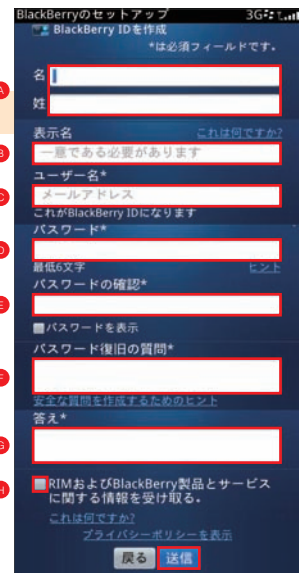 BlackBerryのセットアップ 3G
BlackBerry IDを作成
*は必須フィールドです。
A
名
姓
表示名 これは何ですか?
B
一意である必要があります
ユーザー名*
C
メールアドレス
これがBlackBerry IDになります
パスワード*
D
最低6文字 ヒント
パスワードの確認*
E
パスワードを表示
パスワード復旧の質問*
F
安全な質問を作成するためのヒント
答え*
G
H
RIMおよびBlackBerry製品とサービス
に関する情報を受け取る。
これは何ですか?
プライバシーポリシーを表示
戻る 送信